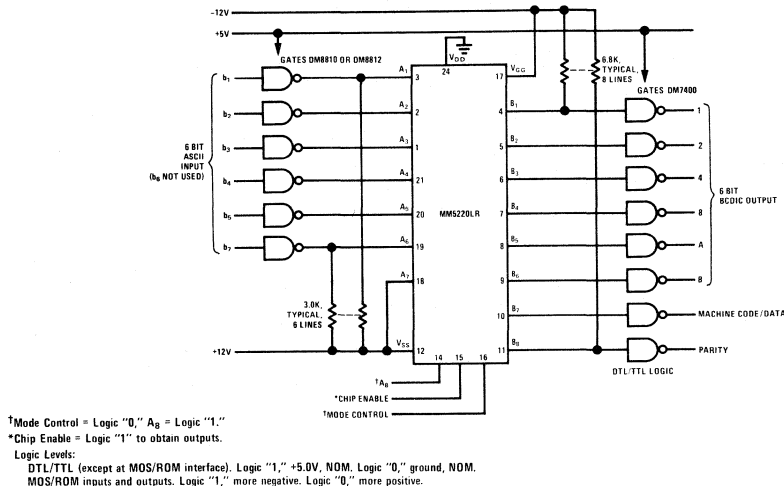 -12V
+5V
GATES DM8810 OR DM8812
V_DD
24
V_GG
17
6.8K,
TYPICAL,
8 LINES
GATES DM7400
b₁
A₁
3
4
B₁
1
b₂
A₂
2
5
B₂
2
b₃
A₃
1
6
B₃
4
6 BIT
ASCII
INPUT
(b₆ NOT USED)
b₄
A₄
21
MM5220LR
7
B₄
8
6 BIT
BCDIC OUTPUT
b₅
A₅
20
8
B₅
A
b₇
A₆
19
9
B₆
B
A₇
18
10
B₇
MACHINE CODE/DATA
3.0K,
TYPICAL,
6 LINES
+12V
V_SS
12
14
15
16
11
B₈
PARITY
DTL/TTL LOGIC
†A₈
*CHIP ENABLE
†MODE CONTROL
†Mode Control = Logic "0," A₈ = Logic "1."
*Chip Enable = Logic "1" to obtain outputs.
Logic Levels:
DTL/TTL (except at MOS/ROM interface). Logic "1," +5.0V, NOM. Logic "0," ground, NOM.
MOS/ROM inputs and outputs. Logic "1," more negative. Logic "0," more positive.